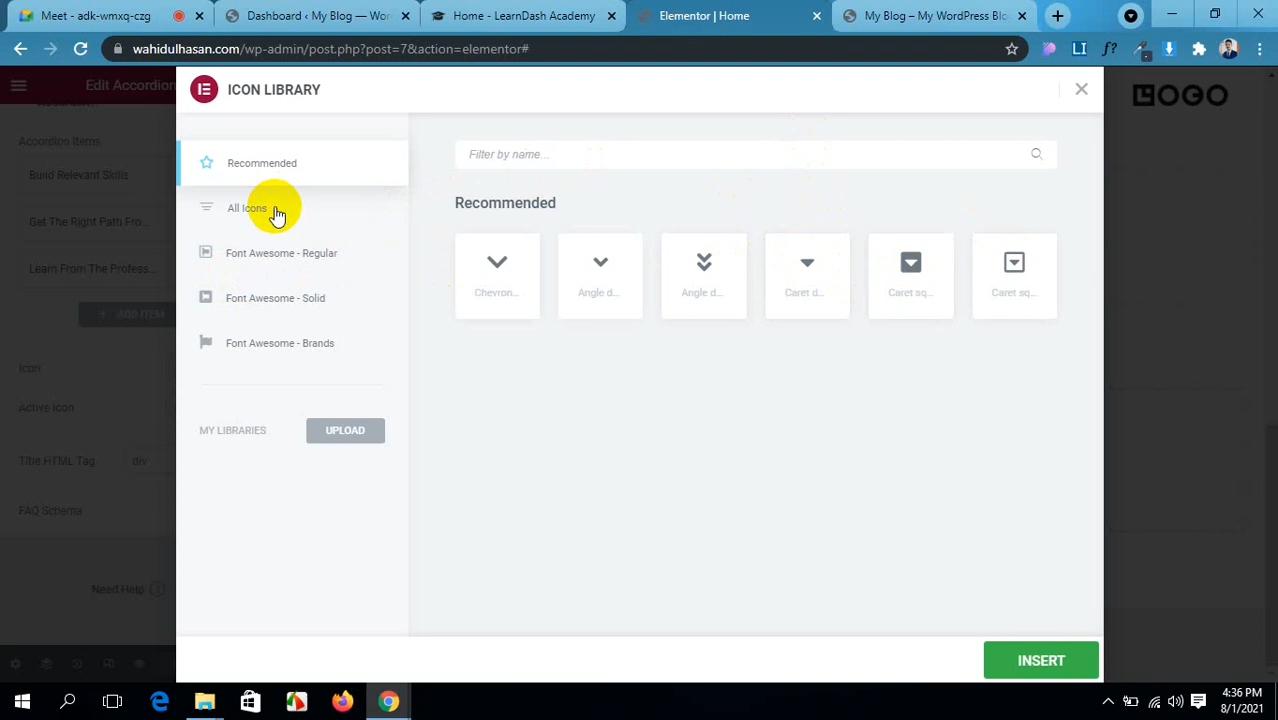 Meet - adk-wmxq-czg
Dashboard ‹ My Blog — Wor
Home - LearnDash Academy
Elementor | Home
My Blog – My WordPress Blo
wahidulhasan.com/wp-admin/post.php?post=7&action=elementor#
Edit Accordion
ICON LIBRARY
LOGO
Accordion Items
Build Relevant Skills
Get The Right Path Fro...
Learn From The Profess...
+ ADD ITEM
Icon
Active Icon
Title HTML Tag
div
FAQ Schema
Need Help
Recommended
All Icons
Font Awesome - Regular
Font Awesome - Solid
Font Awesome - Brands
MY LIBRARIES
UPLOAD
Filter by name...
Recommended
Chevron...
Angle d...
Angle d...
Caret d...
Caret sq...
Caret sq...
INSERT
4:36 PM
8/1/2021